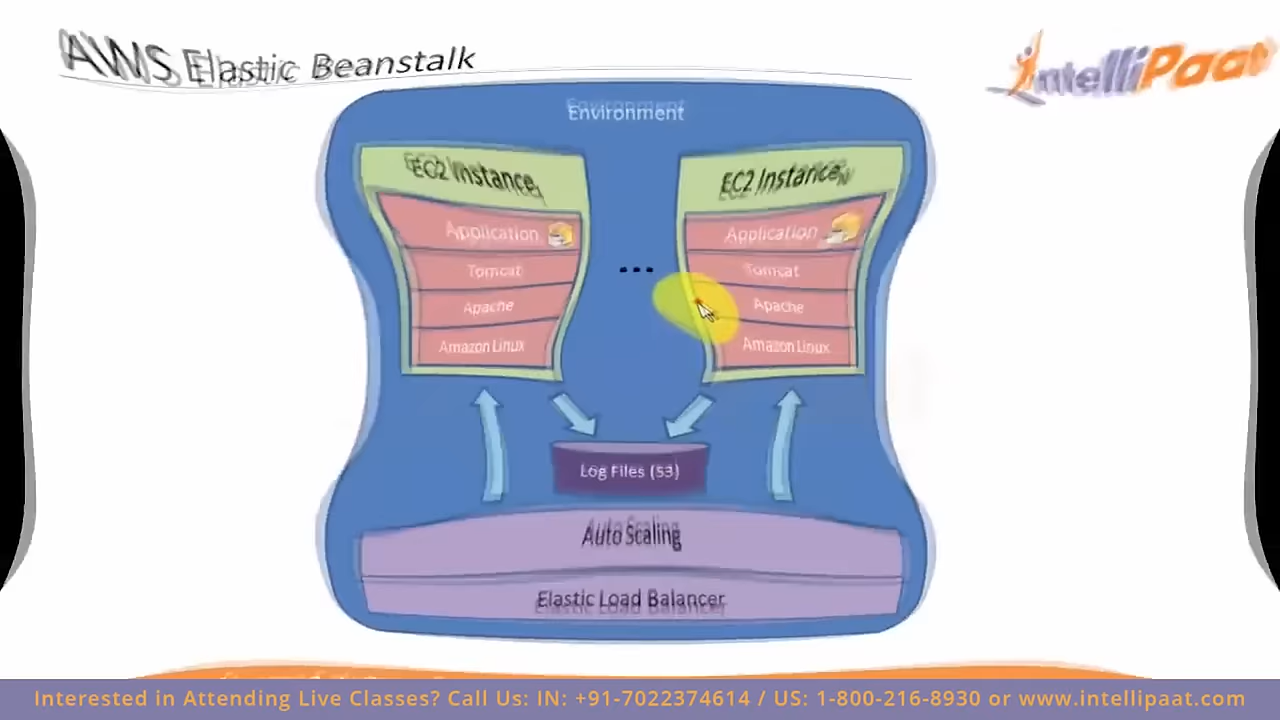 AWS Elastic Beanstalk
IntelliPaat
Environment
EC2 Instance
EC2 Instance
Application
Application
Tomcat
...
Tomcat
Apache
Apache
Amazon Linux
Amazon Linux
Log Files (S3)
Auto Scaling
Elastic Load Balancer
Interested in Attending Live Classes? Call Us: IN: +91-7022374614 / US: 1-800-216-8930 or www.intellipaat.com